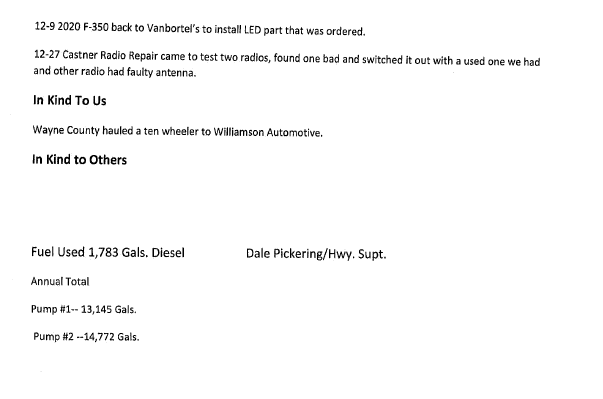 12-9 2020 F-350 back to Vanbortel's to install LED part that was ordered.
12-27 Castner Radio Repair came to test two radios, found one bad and switched it out with a used one we had
and other radio had faulty antenna.
In Kind To Us
Wayne County hauled a ten wheeler to Williamson Automotive.
In Kind to Others
Fuel Used 1,783 Gals. Diesel Dale Pickering/Hwy. Supt.
Annual Total
Pump #1-- 13,145 Gals.
Pump #2 --14,772 Gals.